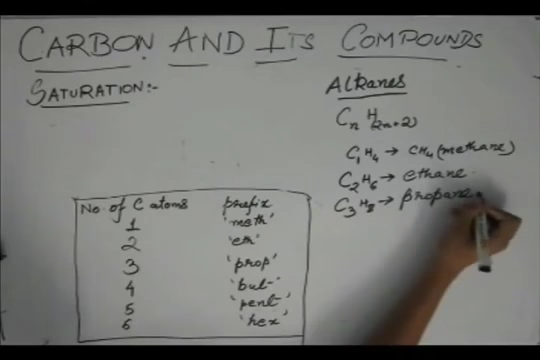 CARBON AND ITS COMPOUNDS
SATURATION:-
Alkanes
Cn H(2n+2)
C1H4 → CH4 (methane)
C2H6 → ethane
C3H8 → propane
No of C atoms prefix
1 'meth'
2 'eth'
3 'prop'
4 'but'
5 'pent'
6 'hex'